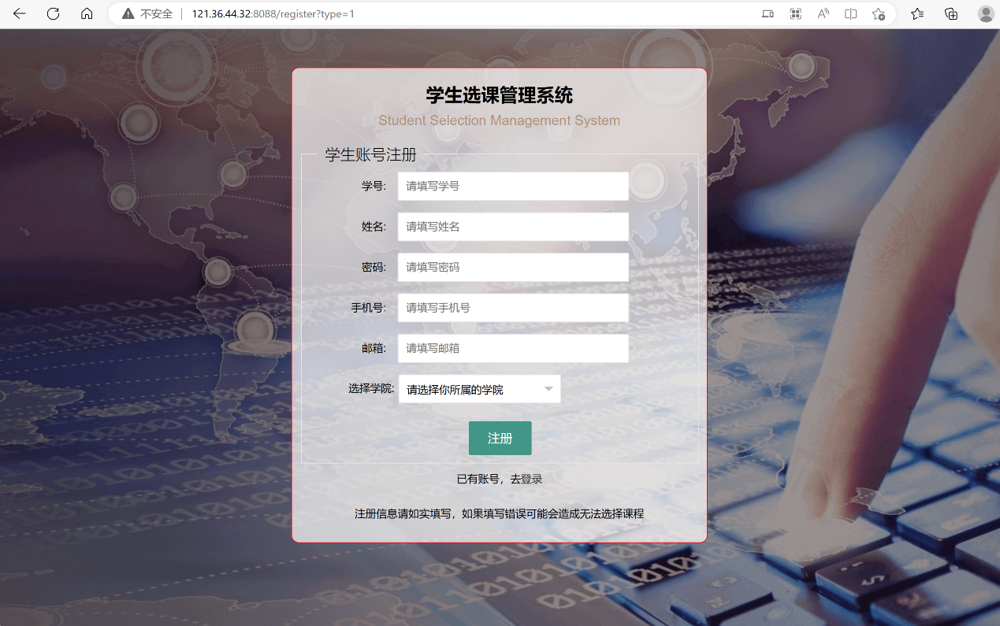 不安全 121.36.44.32:8088/register?type=1
学生选课管理系统
Student Selection Management System
学生账号注册
学号: 请填写学号
姓名: 请填写姓名
密码: 请填写密码
手机号: 请填写手机号
邮箱: 请填写邮箱
选择学院: 请选择你所属的学院
注册
已有账号，去登录
注册信息请如实填写，如果填写错误可能会造成无法选择课程